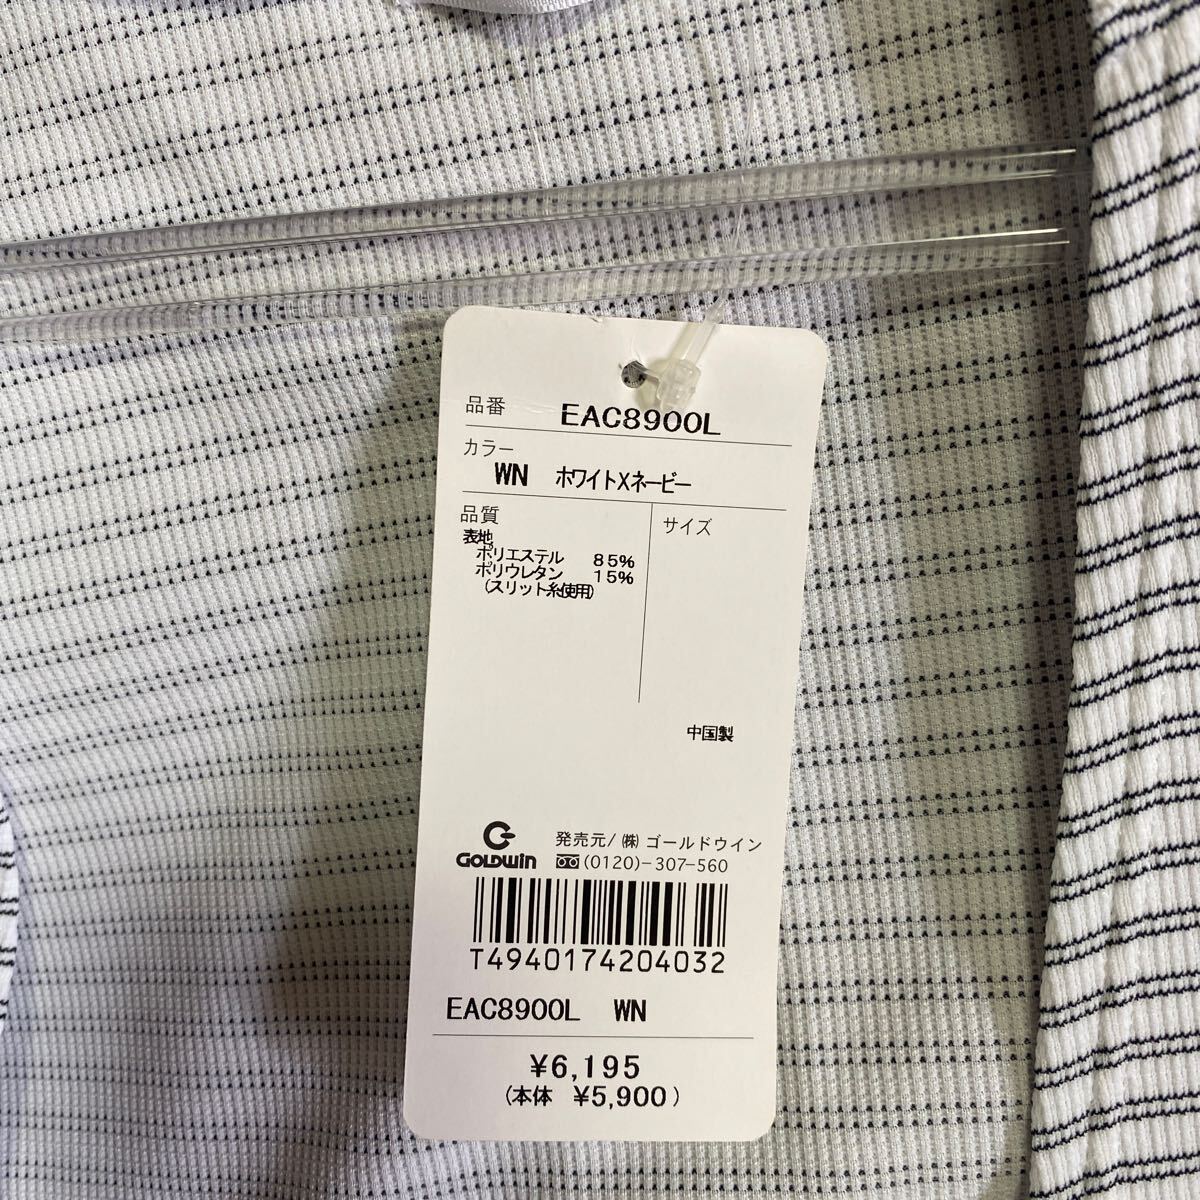 品番 EAC8900L
カラー
WN ホワイトXネービー
品質
表地
ポリエステル 85%
ポリウレタン 15%
(スリット糸使用)
サイズ
中国製
GOLDWIN
発売元/㈱ゴールドウイン
(0120)-307-560
T4940174204032
EAC8900L WN
¥6,195
(本体 ¥5,900)